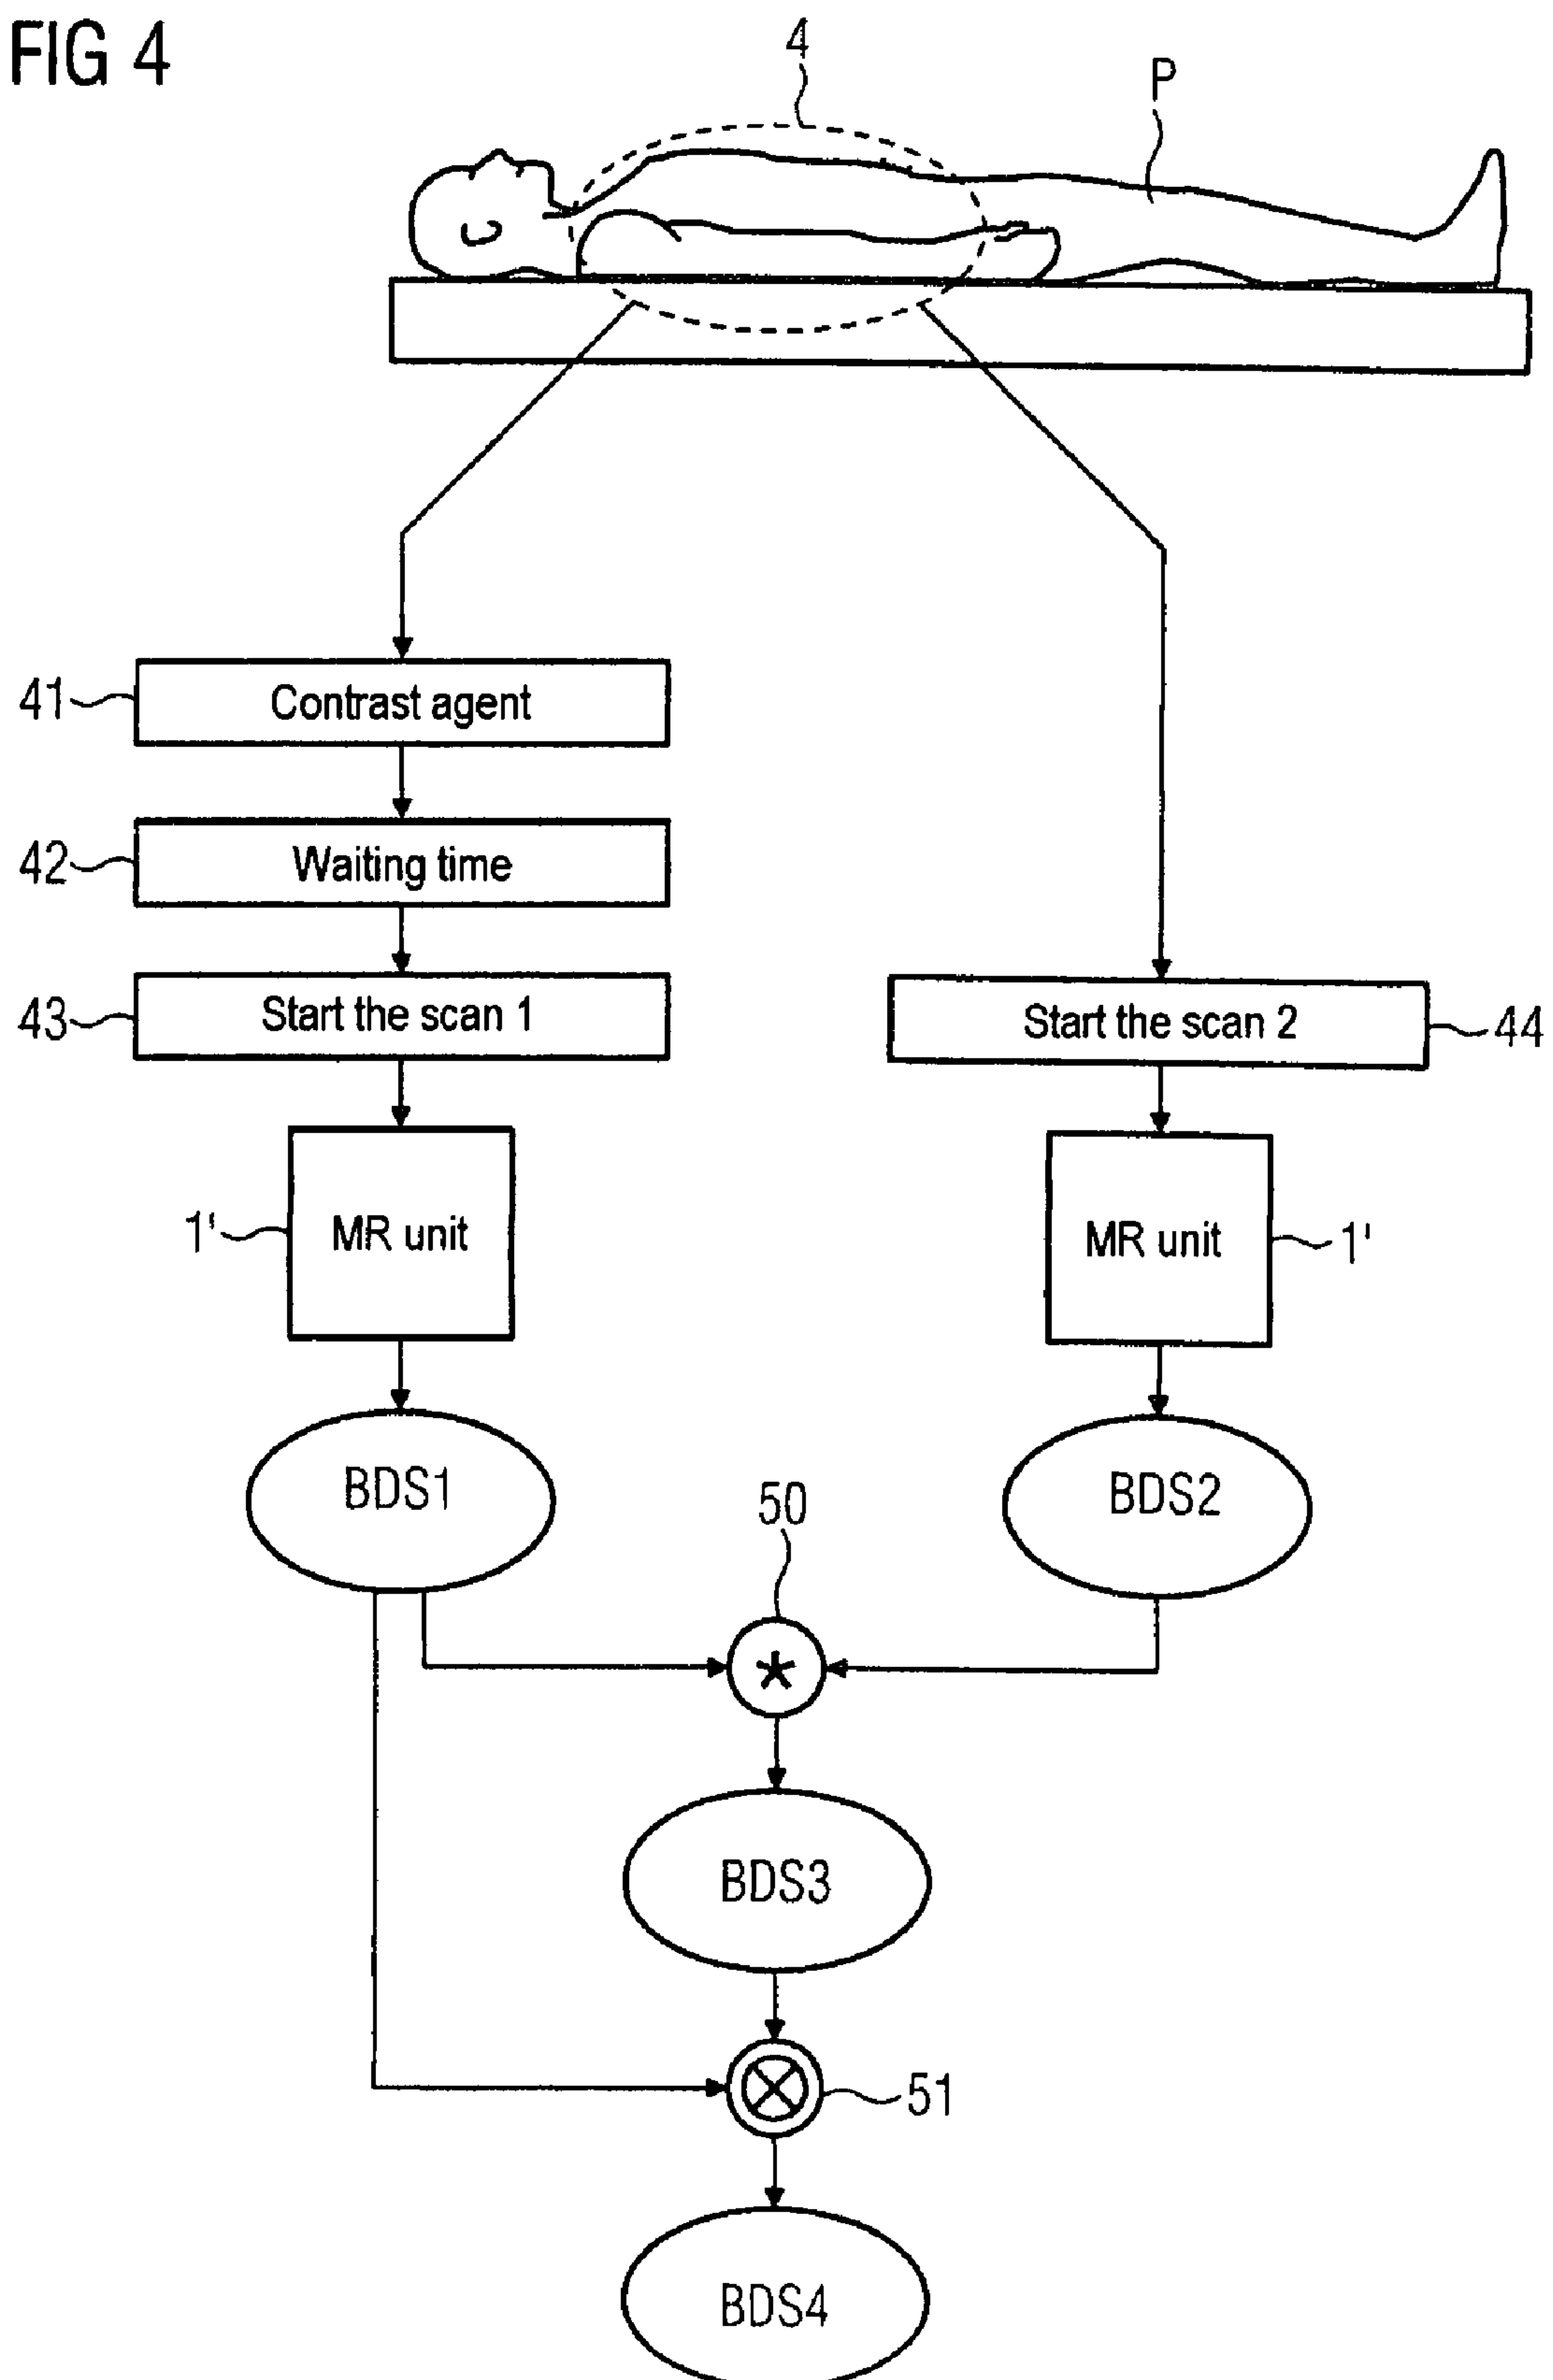 FIG 4
4
P
41
Contrast agent
42
Waiting time
43
Start the scan 1
Start the scan 2
44
1'
MR unit
MR unit
1'
BDS1
BDS2
50
*
BDS3
51
BDS4